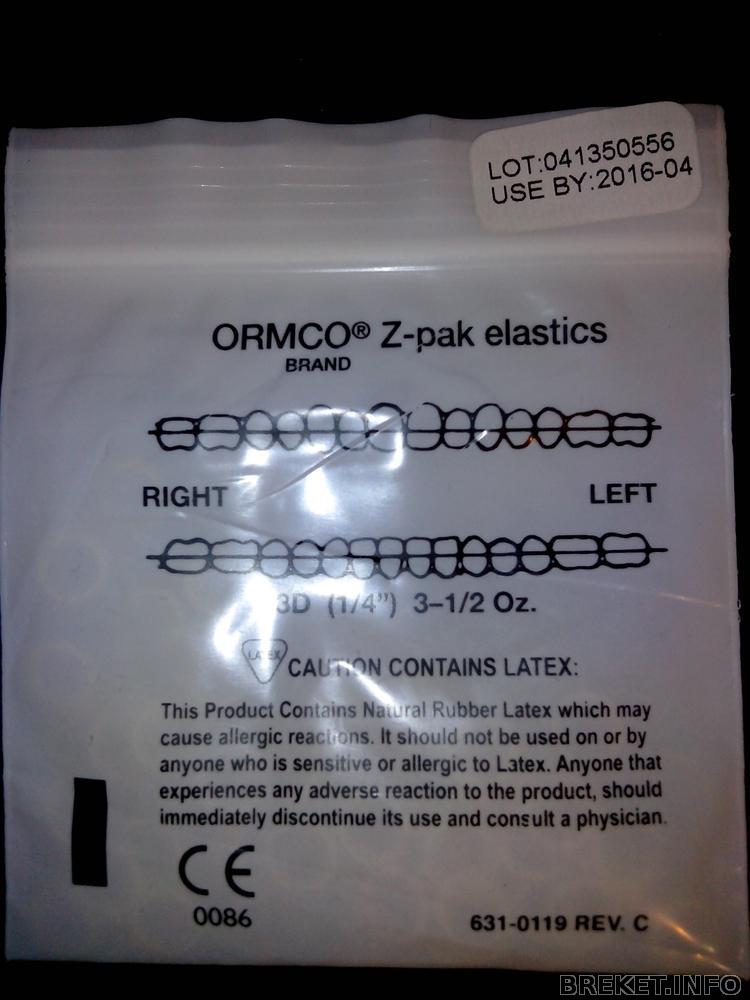 LOT:041350556
USE BY:2016-04
ORMCO® Z-pak elastics
BRAND
RIGHT
LEFT
3D (1/4”) 3–1/2 Oz.
LATEX
CAUTION CONTAINS LATEX:
This Product Contains Natural Rubber Latex which may
cause allergic reactions. It should not be used on or by
anyone who is sensitive or allergic to Latex. Anyone that
experiences any adverse reaction to the product, should
immediately discontinue its use and consult a physician.
CE
0086
631-0119 REV. C
BREKET.INFO